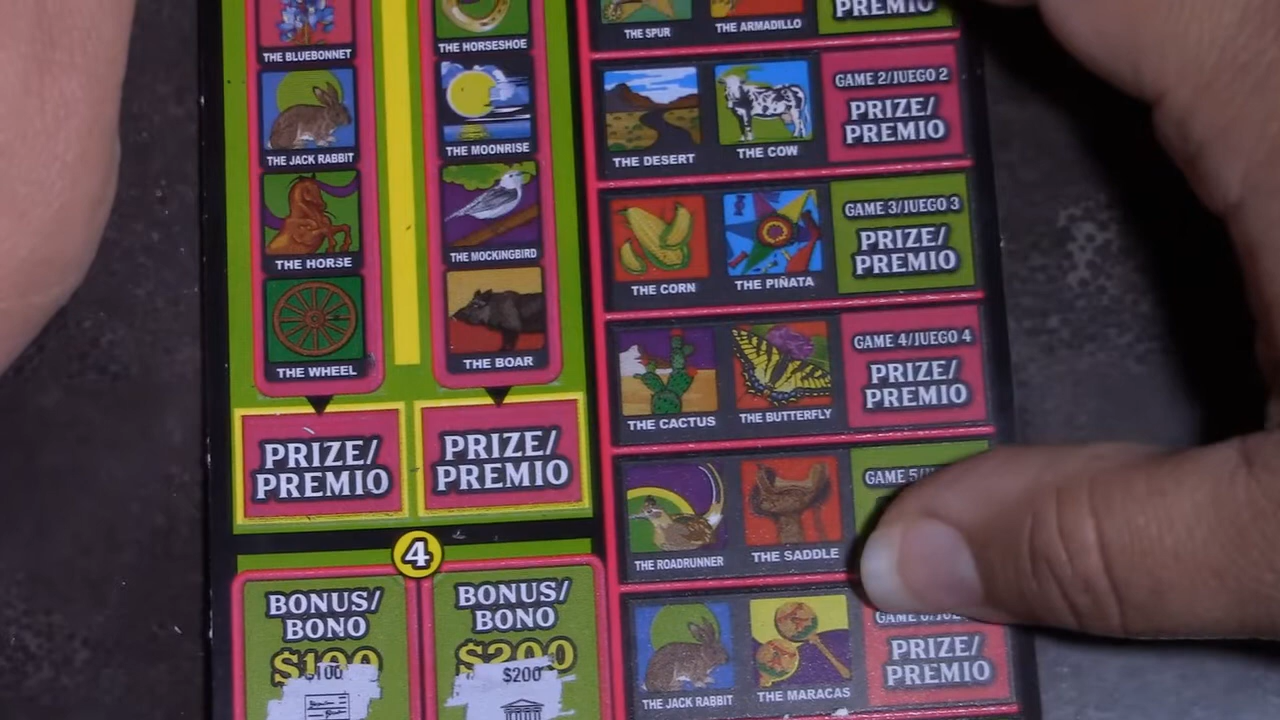 THE BLUEBONNET
THE JACK RABBIT
THE HORSE
THE WHEEL
PRIZE/
PREMIO
THE HORSESHOE
THE MOONRISE
THE MOCKINGBIRD
THE BOAR
PRIZE/
PREMIO
4
BONUS/
BONO
$100
$100
BONUS/
BONO
$200
$200
THE SPUR
THE ARMADILLO
PREMIO
THE DESERT
THE COW
GAME 2/JUEGO 2
PRIZE/
PREMIO
THE CORN
THE PIÑATA
GAME 3/JUEGO 3
PRIZE/
PREMIO
THE CACTUS
THE BUTTERFLY
GAME 4/JUEGO 4
PRIZE/
PREMIO
THE ROADRUNNER
THE SADDLE
GAME 5/
THE JACK RABBIT
THE MARACAS
PRIZE/
PREMIO